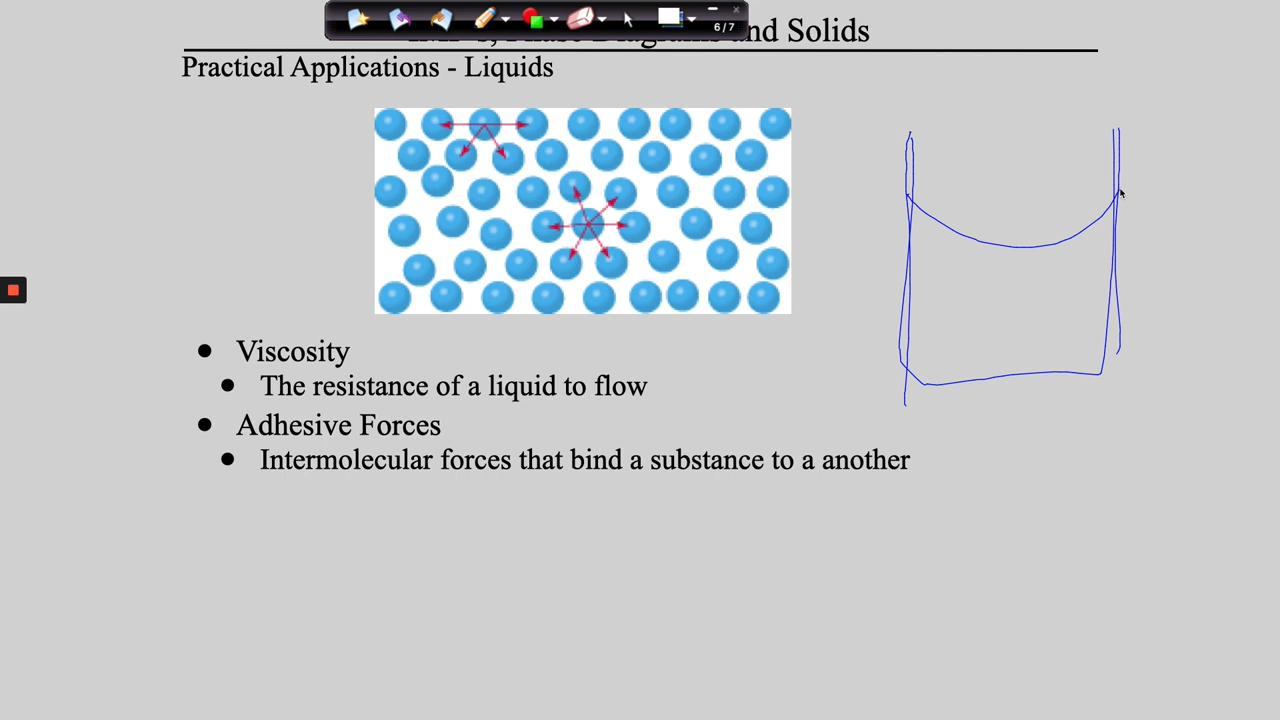 and Solids
6/7
Practical Applications - Liquids
Viscosity
The resistance of a liquid to flow
Adhesive Forces
Intermolecular forces that bind a substance to a another